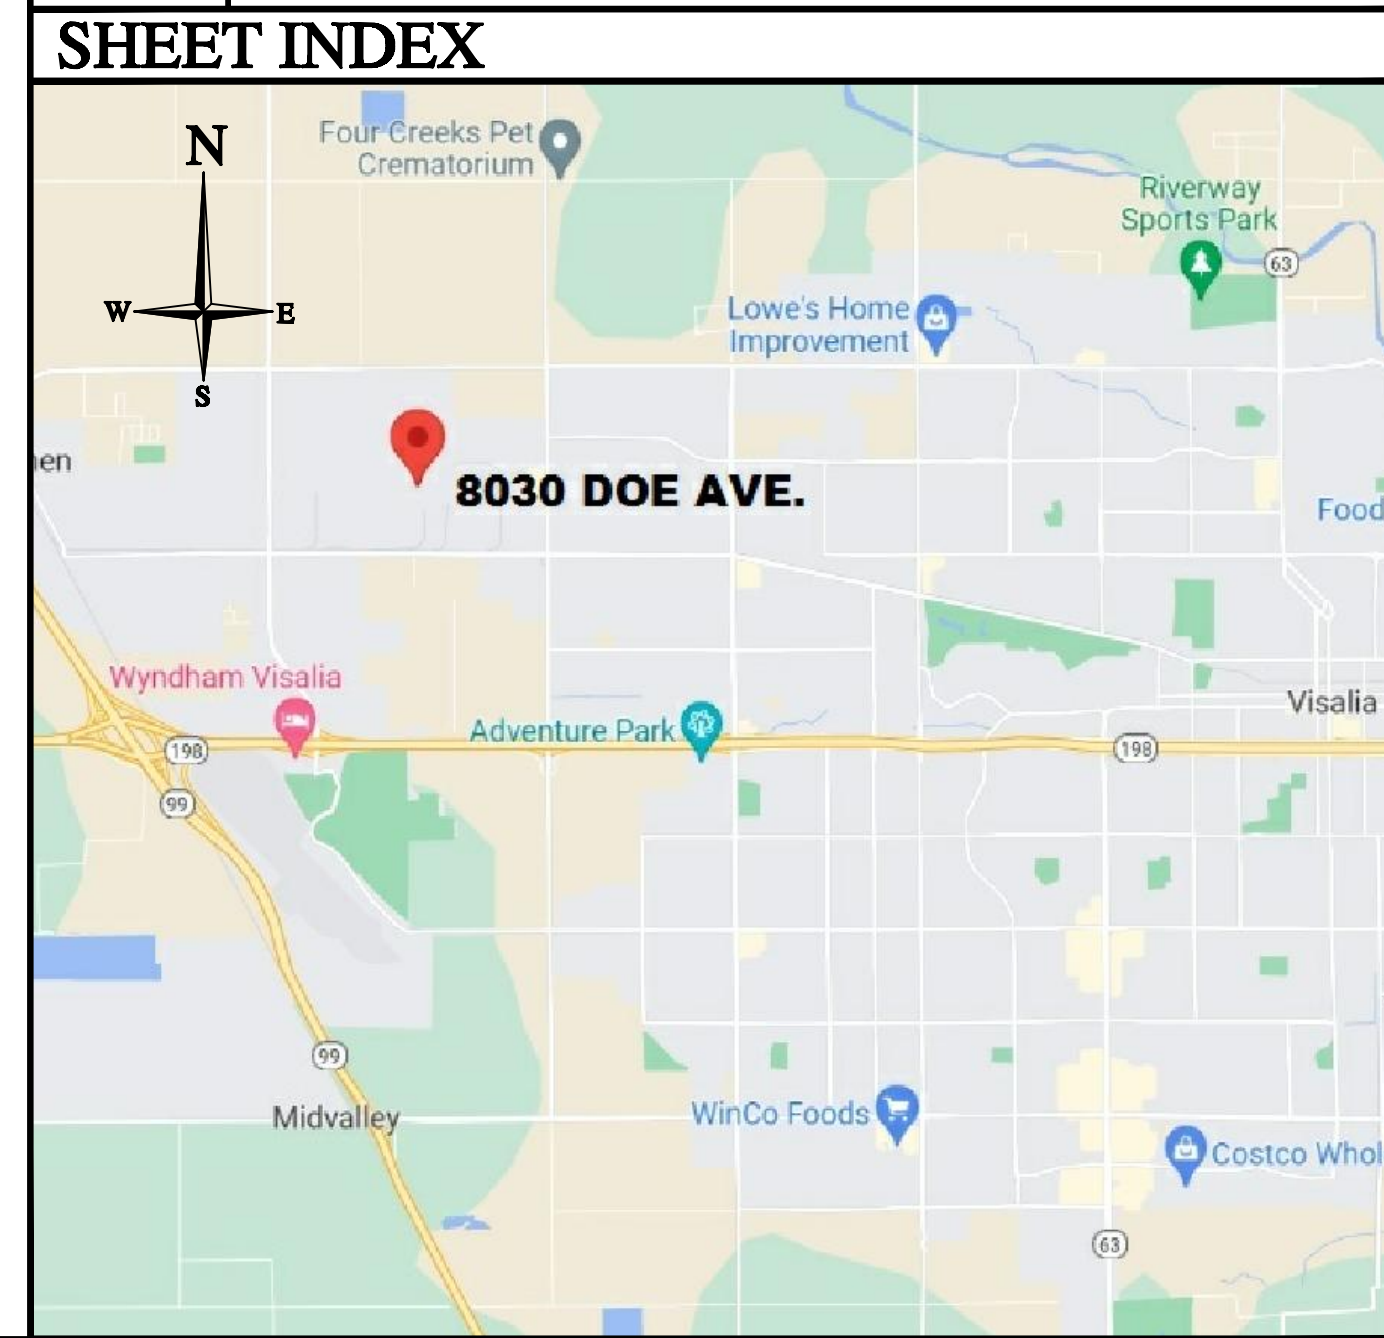 SHEET INDEX
N
W
E
S
Four Creeks Pet
Crematorium
Riverway
Sports Park
63
Lowe's Home
Improvement
8030 DOE AVE.
Food
Wyndham Visalia
Adventure Park
Visalia
198
198
99
99
Midvalley
WinCo Foods
Costco Whol
63